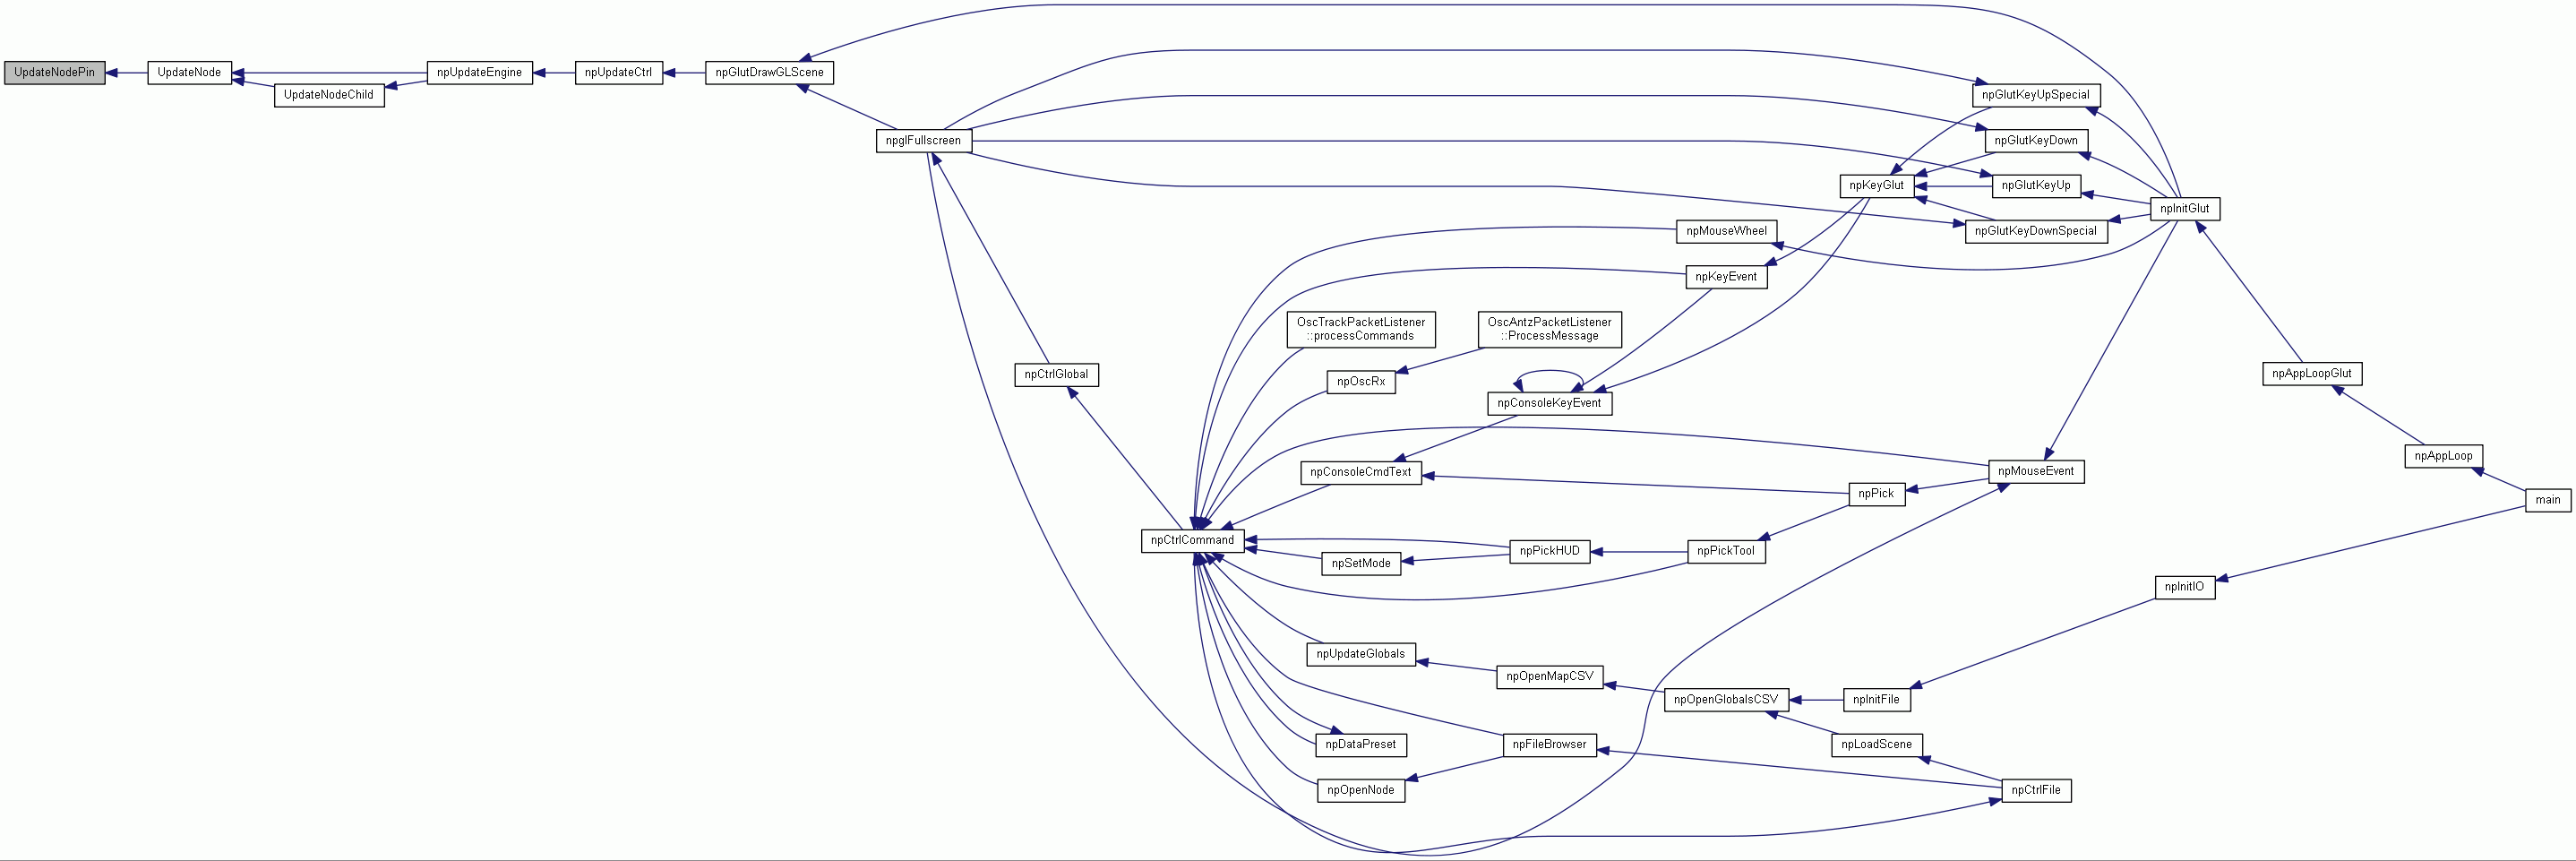 UpdateNodePin
UpdateNode
UpdateNodeChild
npUpdateEngine
npUpdateCtrl
npGlutDrawGLScene
npglFullscreen
npCtrlGlobal
npCtrlCommand
npMouseWheel
npKeyEvent
OscTrackPacketListener
::processCommands
npOscRx
OscAntzPacketListener
::ProcessMessage
npConsoleKeyEvent
npConsoleCmdText
npPickHUD
npSetMode
npPickTool
npPick
npMouseEvent
npKeyGlut
npGlutKeyUpSpecial
npGlutKeyDown
npGlutKeyUp
npGlutKeyDownSpecial
npInitGlut
npAppLoopGlut
npAppLoop
main
npInitIO
npUpdateGlobals
npOpenMapCSV
npOpenGlobalsCSV
npInitFile
npLoadScene
npDataPreset
npFileBrowser
npOpenNode
npCtrlFile